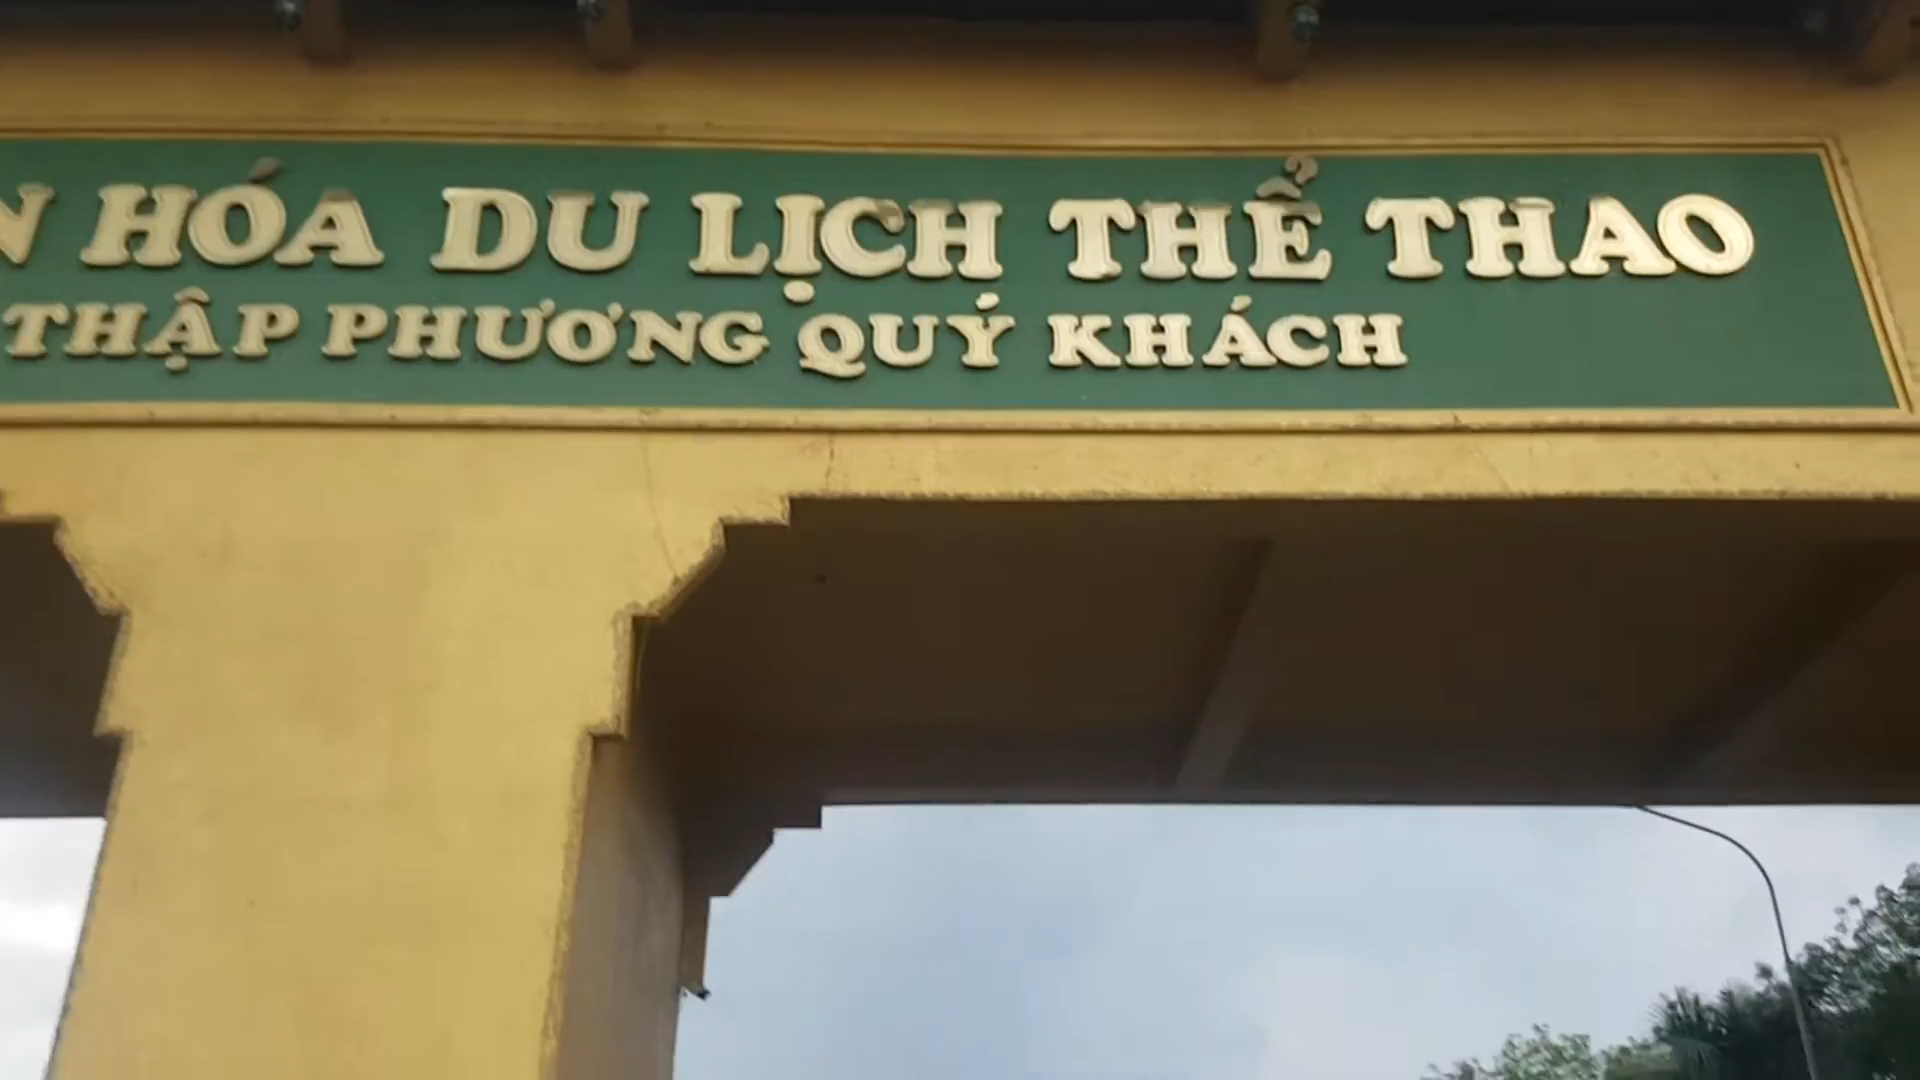 HÓA DU LỊCH THỂ THAO
THẬP PHƯƠNG QUÝ KHÁCH